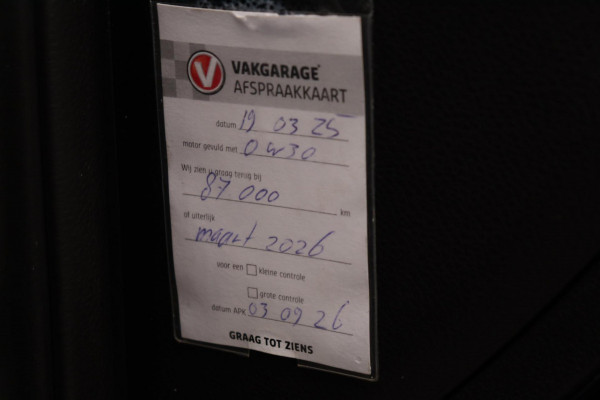 V VAKGARAGE
AFSPRAAKKAART
datum 19 03 25
motor gevuld met 0W30
Wij zien u graag terug bij
87 000 km
of uiterlijk
maart 2026
voor een kleine controle
grote controle
datum APK 03 09 26
GRAAG TOT ZIENS